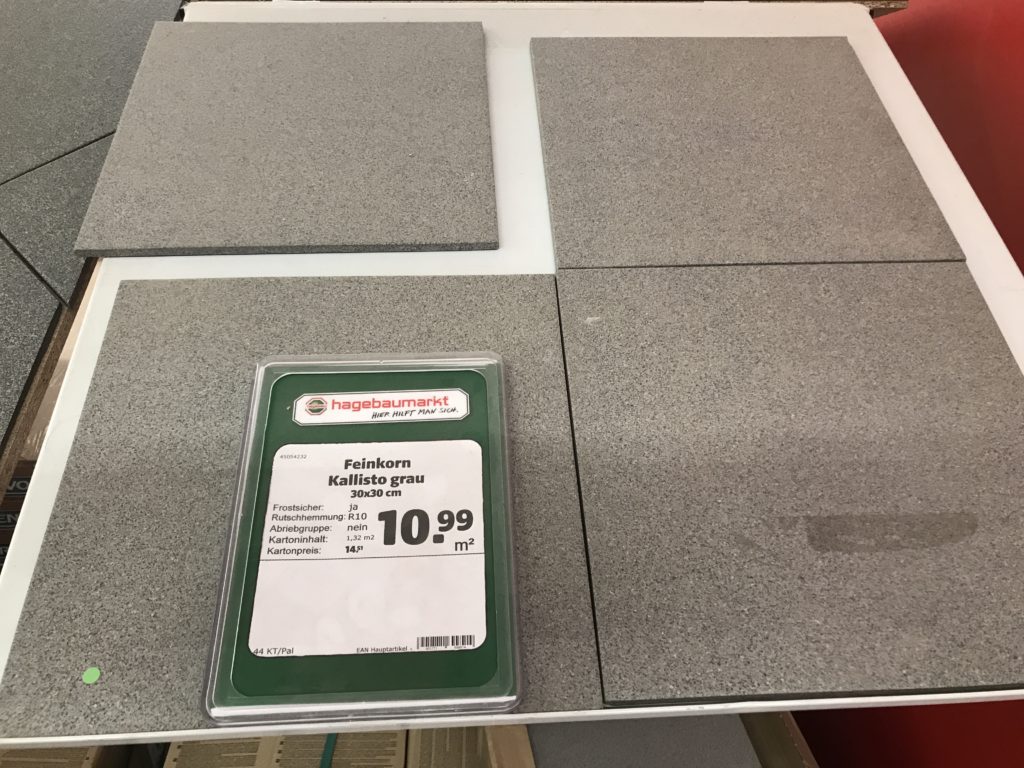 hagebaumarkt
HIER HILFT MAN SICH.
45054232
Feinkorn
Kallisto grau
30x30 cm
Frostsicher: ja
Rutschhemmung: R10
Abriebgruppe: nein
Kartoninhalt: 1,32 m2
Kartonpreis: 14.51
10.99
m²
44 KT/Pal
EAN Hauptartikel -